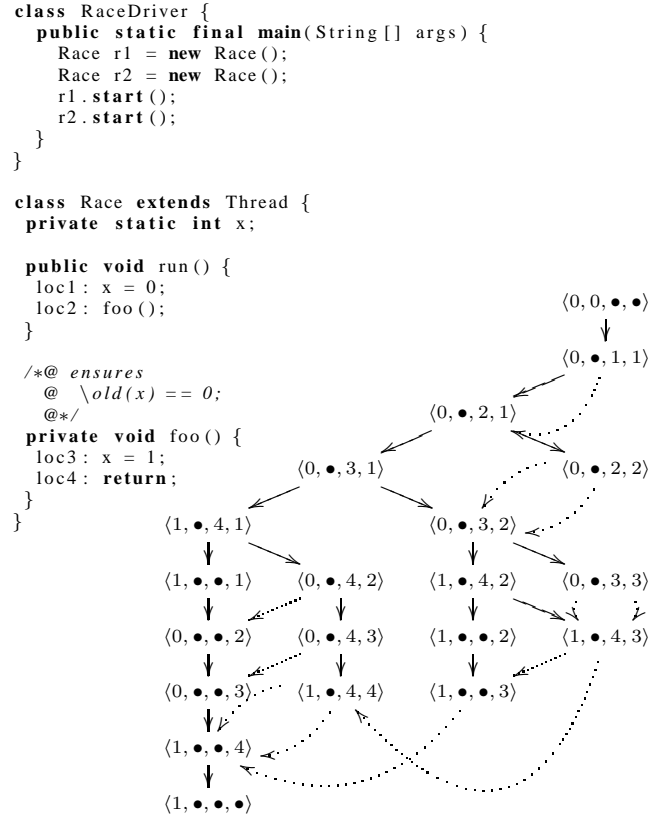 class RaceDriver {
public static final main(String[] args) {
Race r1 = new Race();
Race r2 = new Race();
r1.start();
r2.start();
}
}
class Race extends Thread {
private static int x;
public void run() {
loc1: x = 0;
loc2: foo();
}
/*@ ensures
@ \old(x) == 0;
@*/
private void foo() {
loc3: x = 1;
loc4: return;
}
}
⟨0, 0, •, •⟩
⟨0, •, 1, 1⟩
⟨0, •, 2, 1⟩
⟨0, •, 3, 1⟩ ⟨0, •, 2, 2⟩
⟨1, •, 4, 1⟩ ⟨0, •, 3, 2⟩
⟨1, •, •, 1⟩ ⟨0, •, 4, 2⟩ ⟨1, •, 4, 2⟩ ⟨0, •, 3, 3⟩
⟨0, •, •, 2⟩ ⟨0, •, 4, 3⟩ ⟨1, •, •, 2⟩ ⟨1, •, 4, 3⟩
⟨0, •, •, 3⟩ ⟨1, •, 4, 4⟩ ⟨1, •, •, 3⟩
⟨1, •, •, 4⟩
⟨1, •, •, •⟩